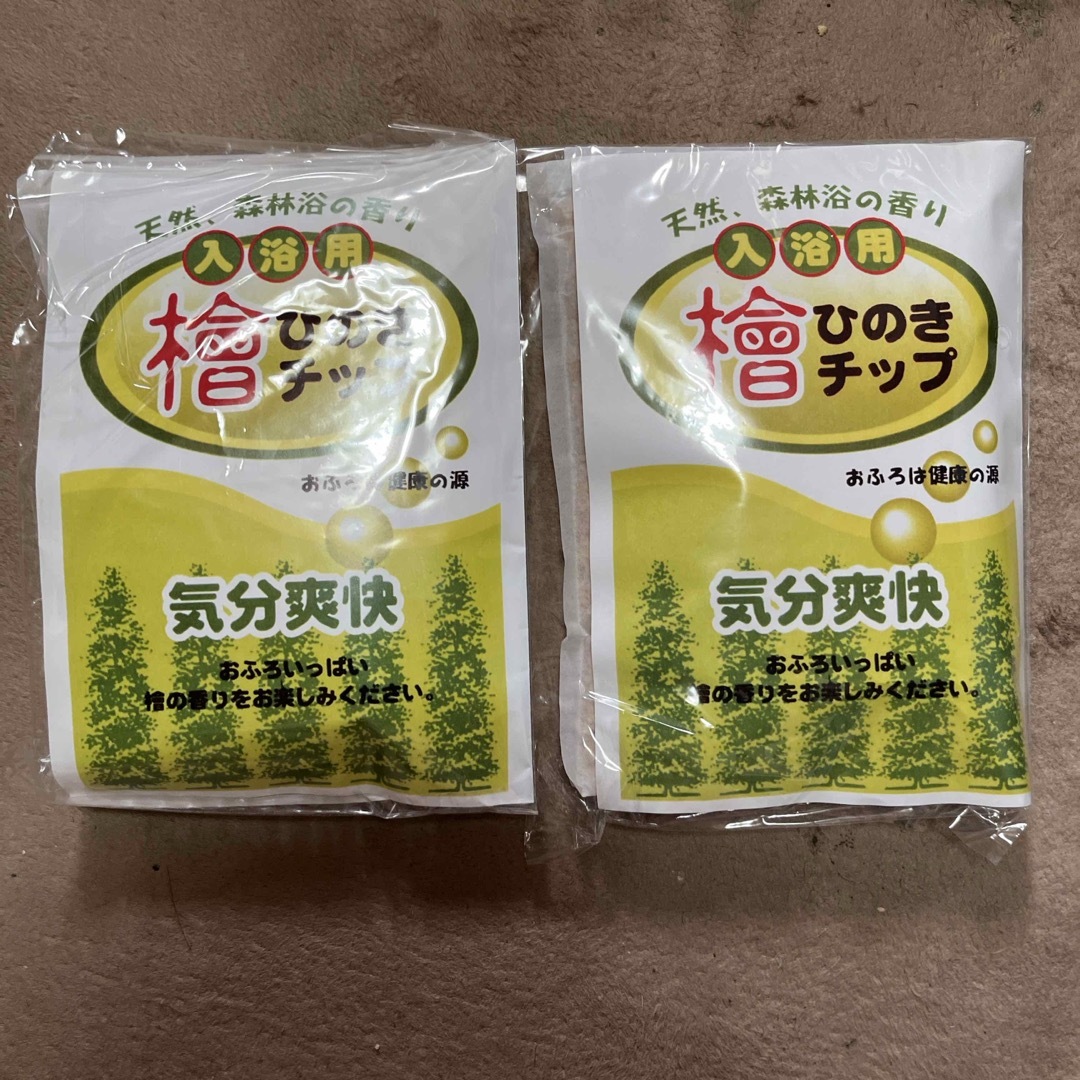 天然、森林浴の香り
入浴用
檜ひのき
チップ
おふろ 健康の源
気分爽快
おふろいっぱい
檜の香りをお楽しみください。
天然、森林浴の香り
入浴用
檜ひのき
チップ
おふろは健康の源
気分爽快
おふろいっぱい
檜の香りをお楽しみください。